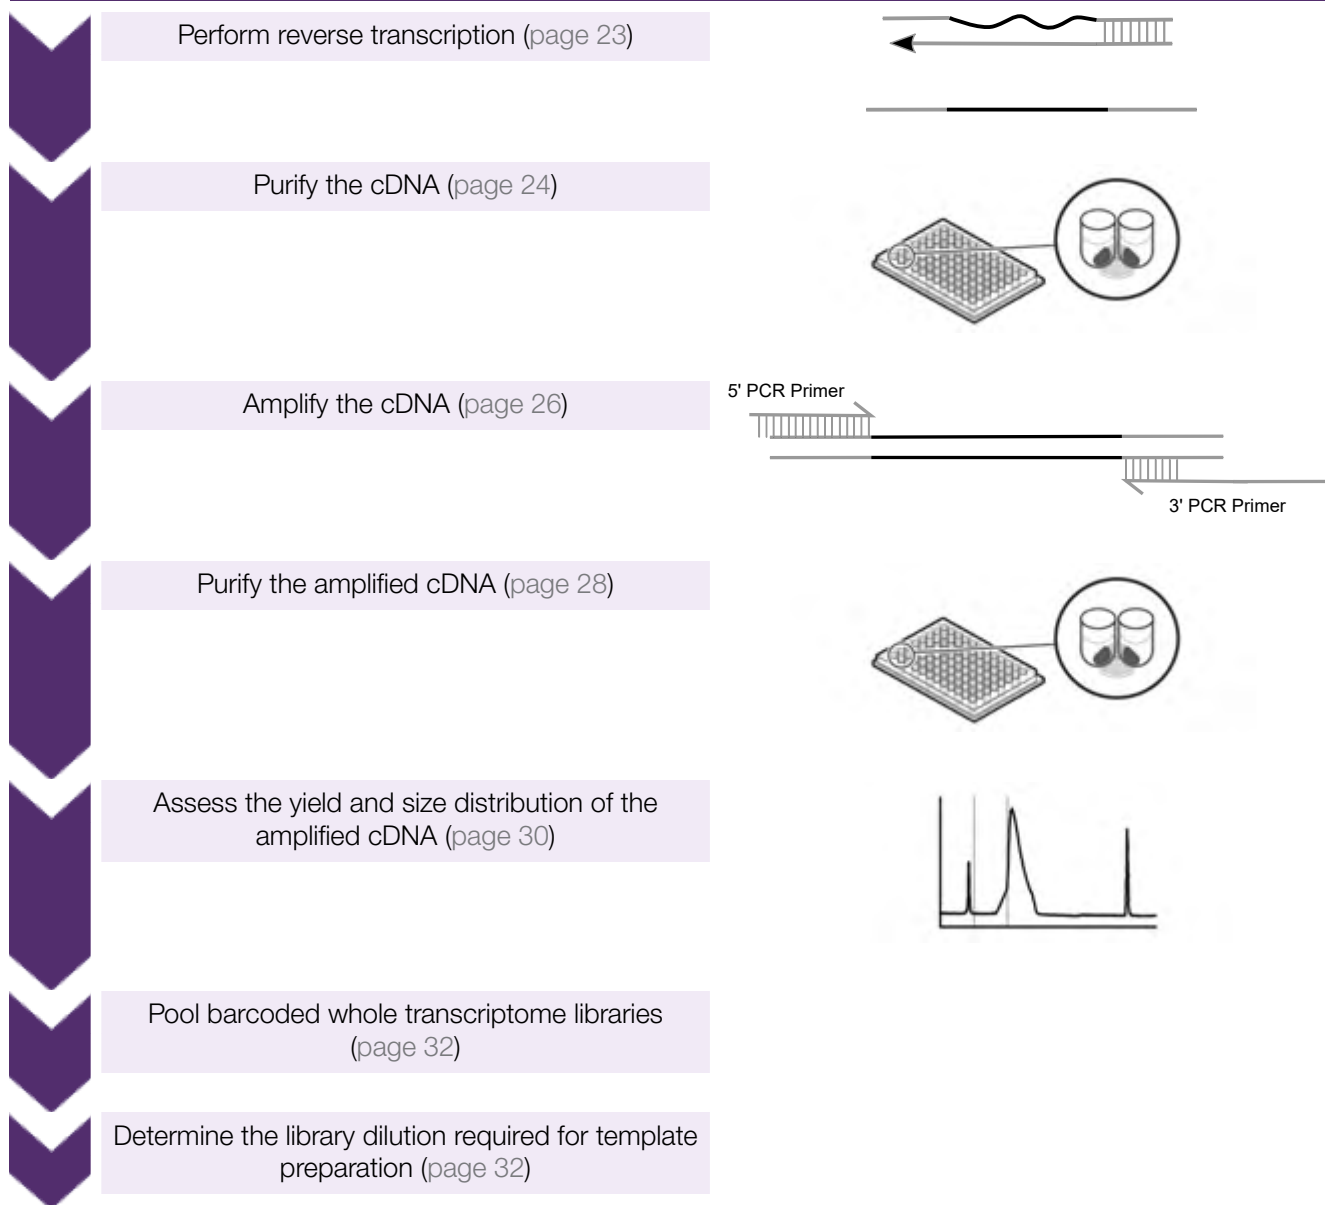 Perform reverse transcription (page 23)
Purify the cDNA (page 24)
Amplify the cDNA (page 26)
5' PCR Primer
3' PCR Primer
Purify the amplified cDNA (page 28)
Assess the yield and size distribution of the
amplified cDNA (page 30)
Pool barcoded whole transcriptome libraries
(page 32)
Determine the library dilution required for template
preparation (page 32)